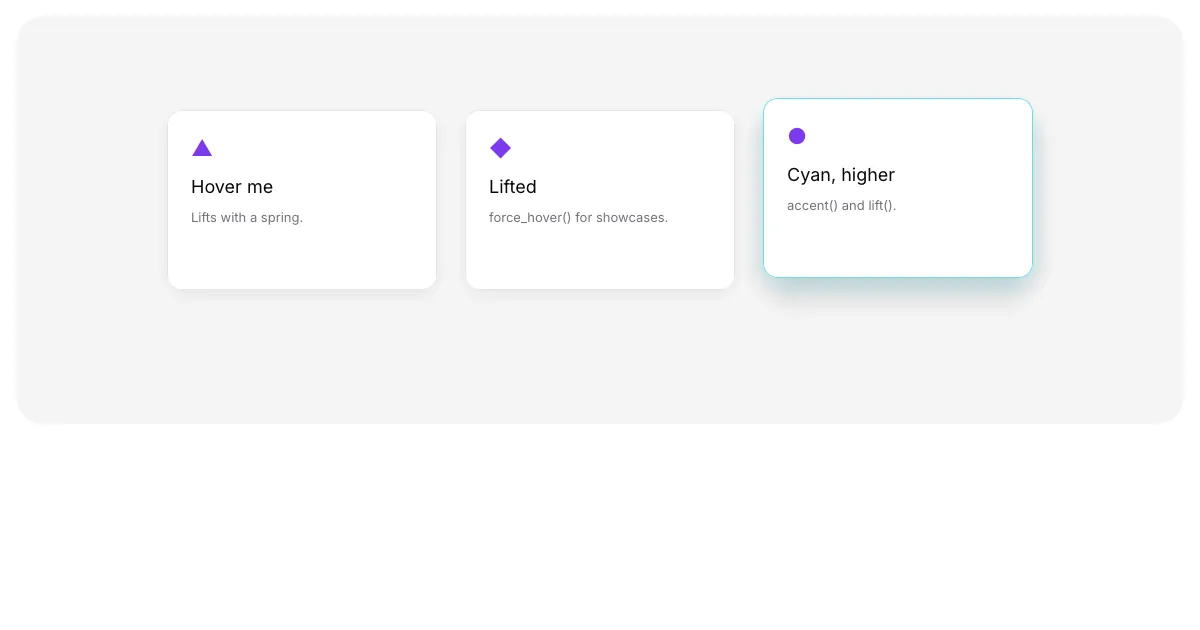 Hover me
Lifts with a spring.
Lifted
force_hover() for showcases.
Cyan, higher
accent() and lift().